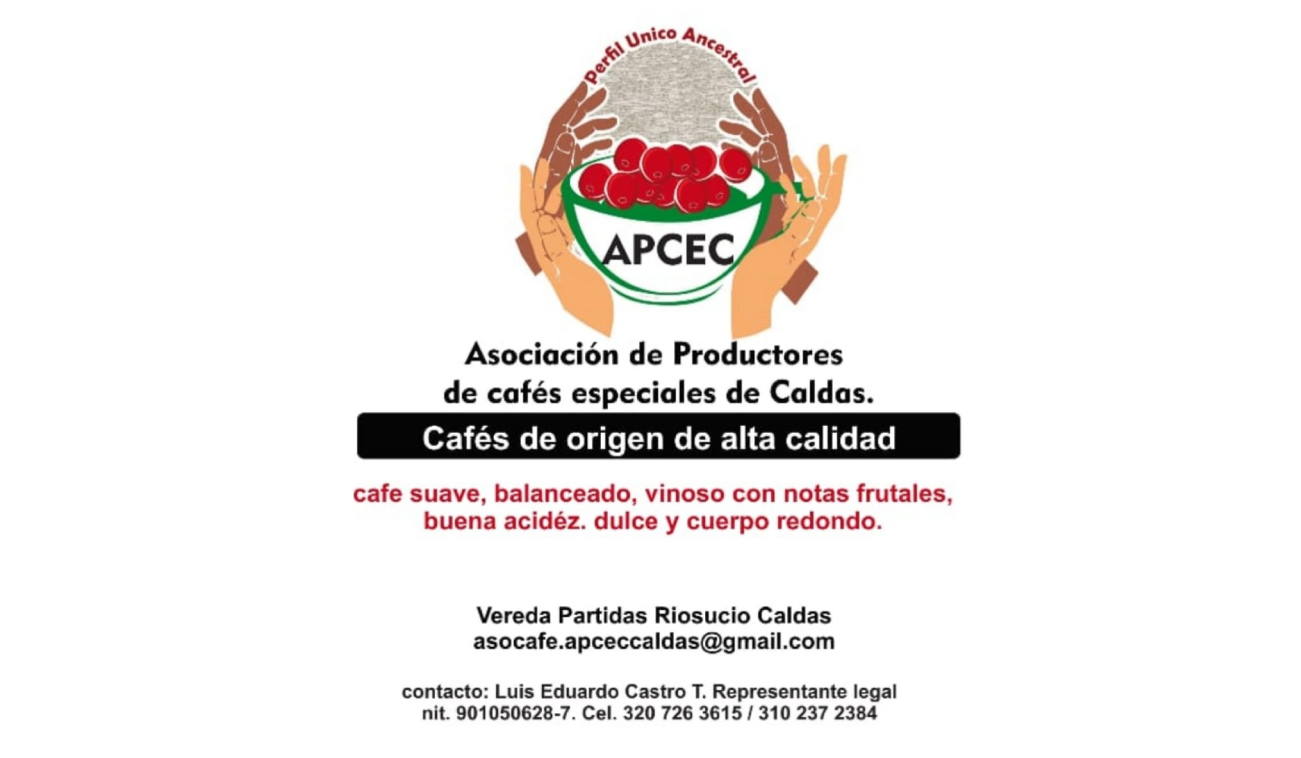 Perfil Unico Ancestral
APCEC
Asociación de Productores
de cafés especiales de Caldas.
Cafés de origen de alta calidad
cafe suave, balanceado, vinoso con notas frutales,
buena acidéz. dulce y cuerpo redondo.
Vereda Partidas Riosucio Caldas
asocafe.apceccaldas@gmail.com
contacto: Luis Eduardo Castro T. Representante legal
nit. 901050628-7. Cel. 320 726 3615 / 310 237 2384